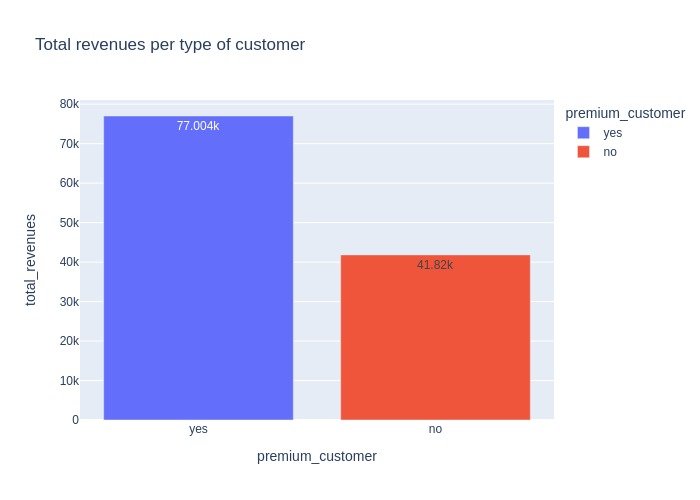 Total revenues per type of customer
premium_customer
yes
no
80k
70k
60k
50k
40k
30k
20k
10k
0
total_revenues
77.004k
41.82k
yes
no
premium_customer